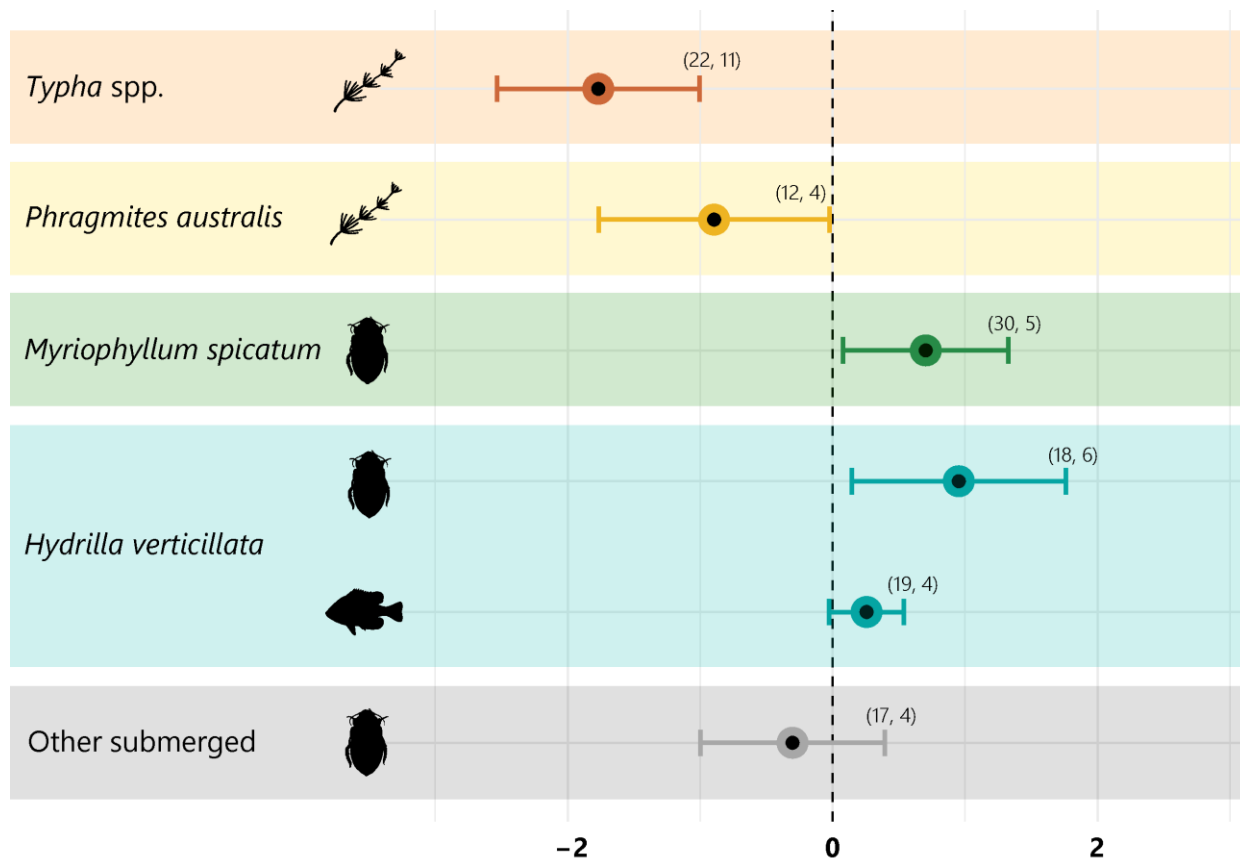 Typha spp.
(22, 11)
Phragmites australis
(12, 4)
Myriophyllum spicatum
(30, 5)
(18, 6)
Hydrilla verticillata
(19, 4)
Other submerged
(17, 4)
-2 0 2